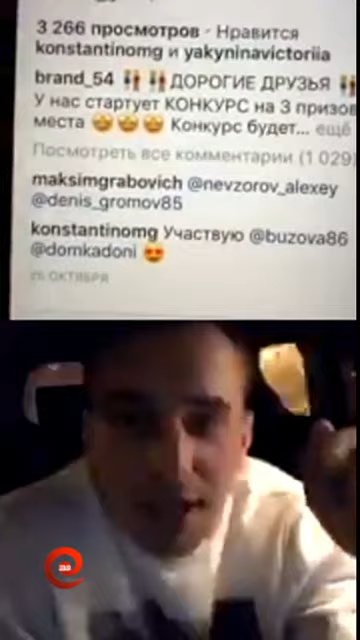 3 266 просмотров · Нравится
konstantinomg и yakyninavictoriia
brand_54 👬 👬 ДОРОГИЕ ДРУЗЬЯ 👬
У нас стартует КОНКУРС на 3 призов
места 🤩🤩🤩 Конкурс будет... ещё
Посмотреть все комментарии (1 029)
maksimgrabovich @nevzorov_alexey
@denis_gromov85
konstantinomg Участвую @buzova86
@domkadoni 😍
26 ОКТЯБРЯ